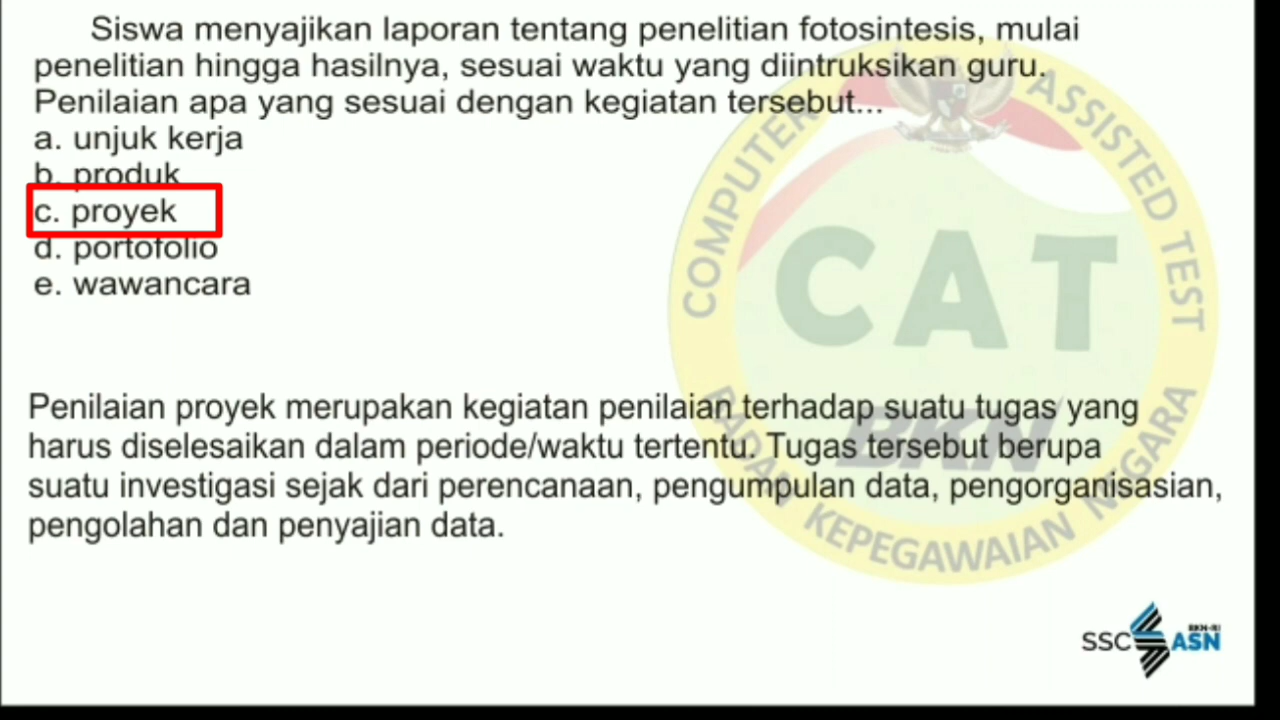 Siswa menyajikan laporan tentang penelitian fotosintesis, mulai
penelitian hingga hasilnya, sesuai waktu yang diintruksikan guru.
Penilaian apa yang sesuai dengan kegiatan tersebut...
a. unjuk kerja
b. produk
c. proyek
d. portofolio
e. wawancara
Penilaian proyek merupakan kegiatan penilaian terhadap suatu tugas yang
harus diselesaikan dalam periode/waktu tertentu. Tugas tersebut berupa
suatu investigasi sejak dari perencanaan, pengumpulan data, pengorganisasian,
pengolahan dan penyajian data.
COMPUTER ASSISTED TEST
CAT
BKN
BADAN KEPEGAWAIAN NEGARA
SSC ASN
BKN-RI